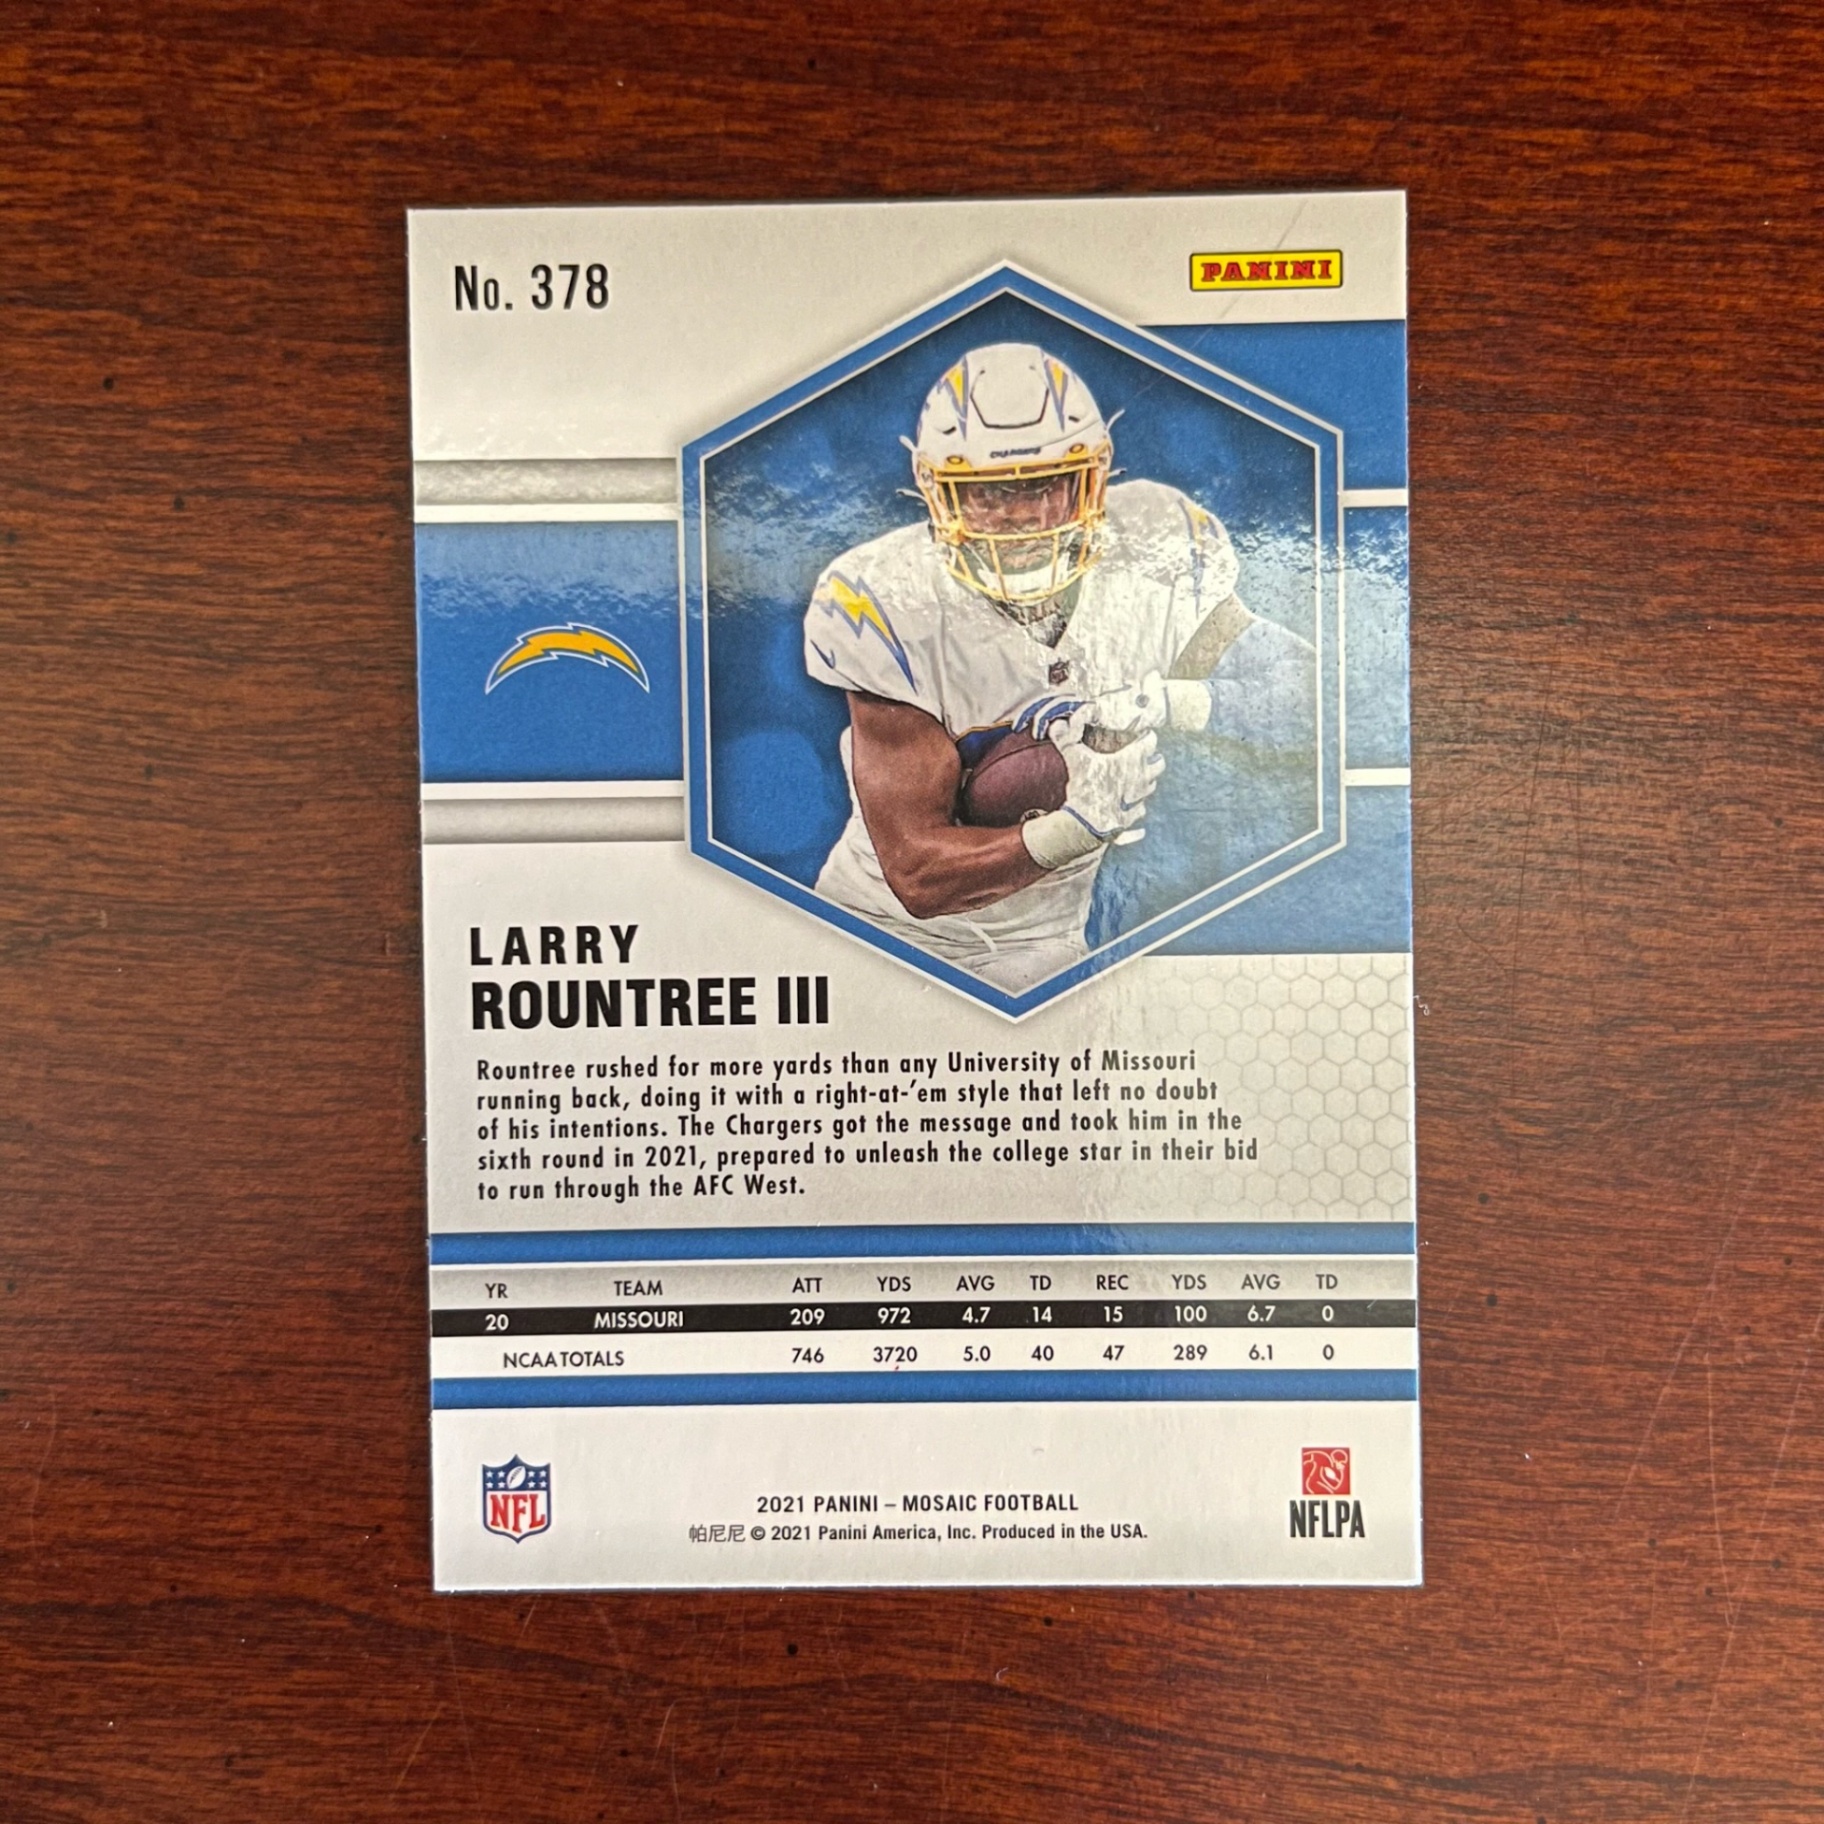 No. 378
PANINI
CHARGERS
LARRY
ROUNTREE III
Rountree rushed for more yards than any University of Missouri
running back, doing it with a right-at-'em style that left no doubt
of his intentions. The Chargers got the message and took him in the
sixth round in 2021, prepared to unleash the college star in their bid
to run through the AFC West.
YR TEAM ATT YDS AVG TD REC YDS AVG TD
20 MISSOURI 209 972 4.7 14 15 100 6.7 0
NCAA TOTALS 746 3720 5.0 40 47 289 6.1 0
NFL
2021 PANINI – MOSAIC FOOTBALL
帕尼尼 © 2021 Panini America, Inc. Produced in the USA.
NFLPA